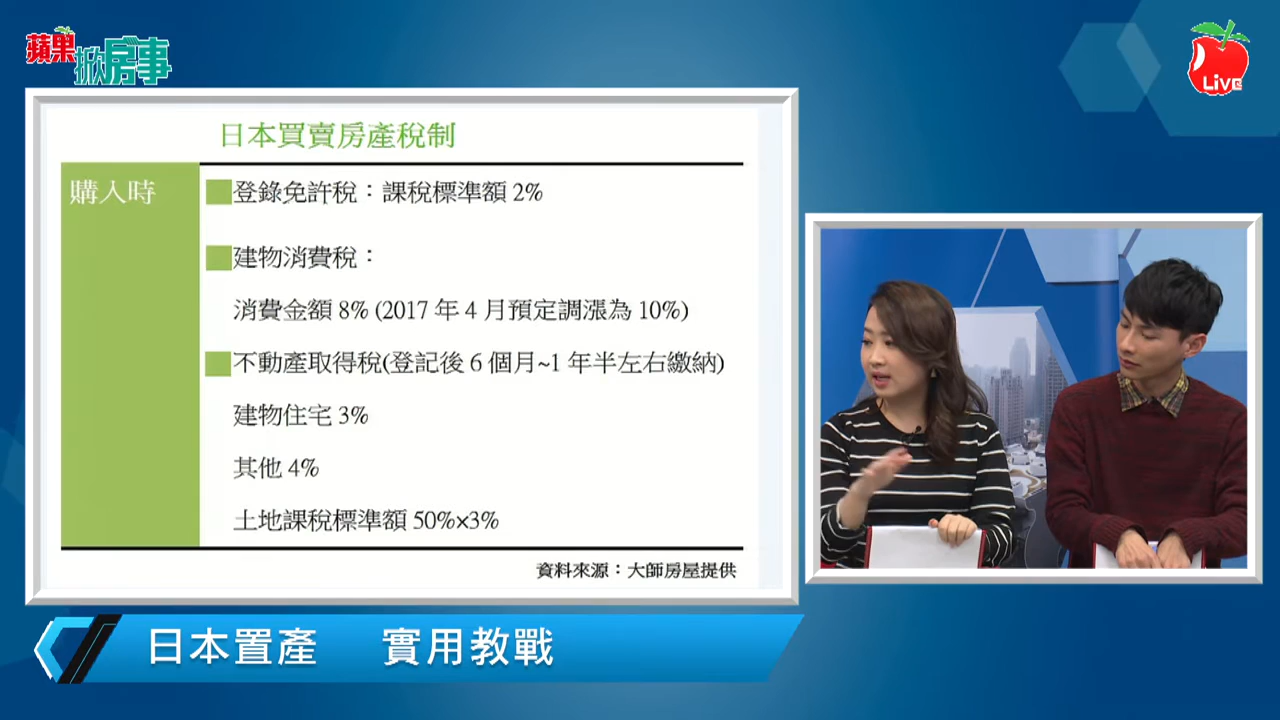 蘋果掀房事
Live
日本買賣房產稅制
購入時
登錄免許稅：課稅標準額 2%
建物消費稅：
消費金額 8% (2017 年 4 月預定調漲為 10%)
不動產取得稅(登記後 6 個月~1 年半左右繳納)
建物住宅 3%
其他 4%
土地課稅標準額 50%×3%
資料來源：大師房屋提供
日本置產 實用教戰